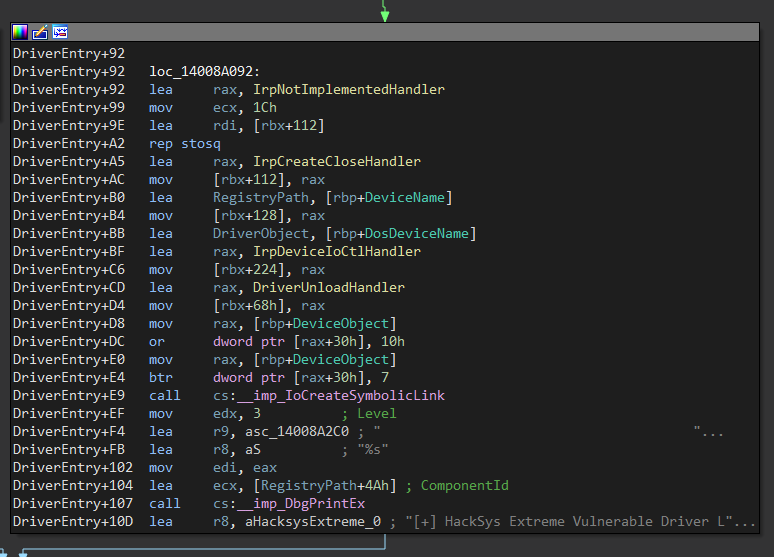 DriverEntry+92
DriverEntry+92 loc_14008A092:
DriverEntry+92 lea rax, IrpNotImplementedHandler
DriverEntry+99 mov ecx, 1Ch
DriverEntry+9E lea rdi, [rbx+112]
DriverEntry+A2 rep stosq
DriverEntry+A5 lea rax, IrpCreateCloseHandler
DriverEntry+AC mov [rbx+112], rax
DriverEntry+B0 lea RegistryPath, [rbp+DeviceName]
DriverEntry+B4 mov [rbx+128], rax
DriverEntry+BB lea DriverObject, [rbp+DosDeviceName]
DriverEntry+BF lea rax, IrpDeviceIoCtlHandler
DriverEntry+C6 mov [rbx+224], rax
DriverEntry+CD lea rax, DriverUnloadHandler
DriverEntry+D4 mov [rbx+68h], rax
DriverEntry+D8 mov rax, [rbp+DeviceObject]
DriverEntry+DC or dword ptr [rax+30h], 10h
DriverEntry+E0 mov rax, [rbp+DeviceObject]
DriverEntry+E4 btr dword ptr [rax+30h], 7
DriverEntry+E9 call cs:__imp_IoCreateSymbolicLink
DriverEntry+EF mov edx, 3 ; Level
DriverEntry+F4 lea r9, asc_14008A2C0 ; " "...
DriverEntry+FB lea r8, aS ; "%s"
DriverEntry+102 mov edi, eax
DriverEntry+104 lea ecx, [RegistryPath+4Ah] ; ComponentId
DriverEntry+107 call cs:__imp_DbgPrintEx
DriverEntry+10D lea r8, aHacksysExtreme_0 ; "[+] HackSys Extreme Vulnerable Driver L"...